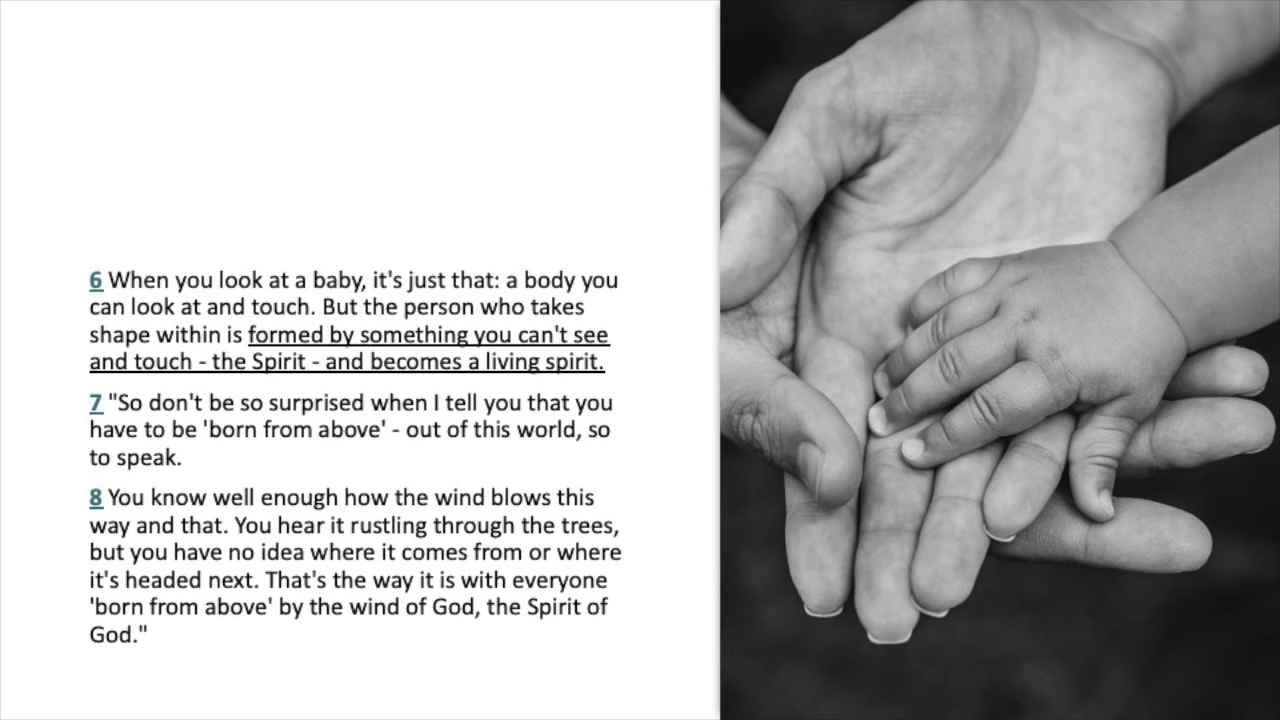 6 When you look at a baby, it's just that: a body you
can look at and touch. But the person who takes
shape within is formed by something you can't see
and touch - the Spirit - and becomes a living spirit.
7 "So don't be so surprised when I tell you that you
have to be 'born from above' - out of this world, so
to speak.
8 You know well enough how the wind blows this
way and that. You hear it rustling through the trees,
but you have no idea where it comes from or where
it's headed next. That's the way it is with everyone
'born from above' by the wind of God, the Spirit of
God."